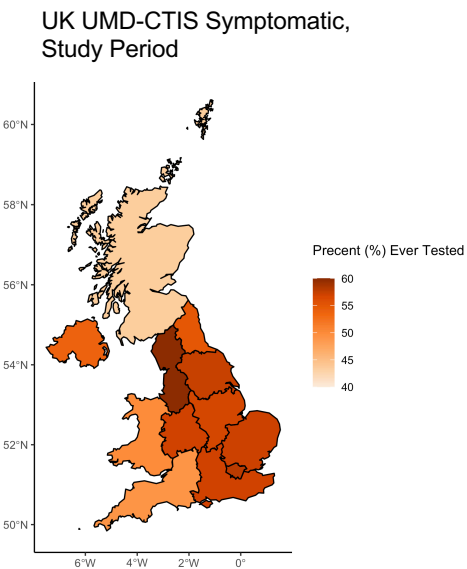 UK UMD-CTIS Symptomatic,
Study Period
60°N
58°N
56°N
54°N
52°N
50°N
6°W 4°W 2°W 0°
Precent (%) Ever Tested
60
55
50
45
40